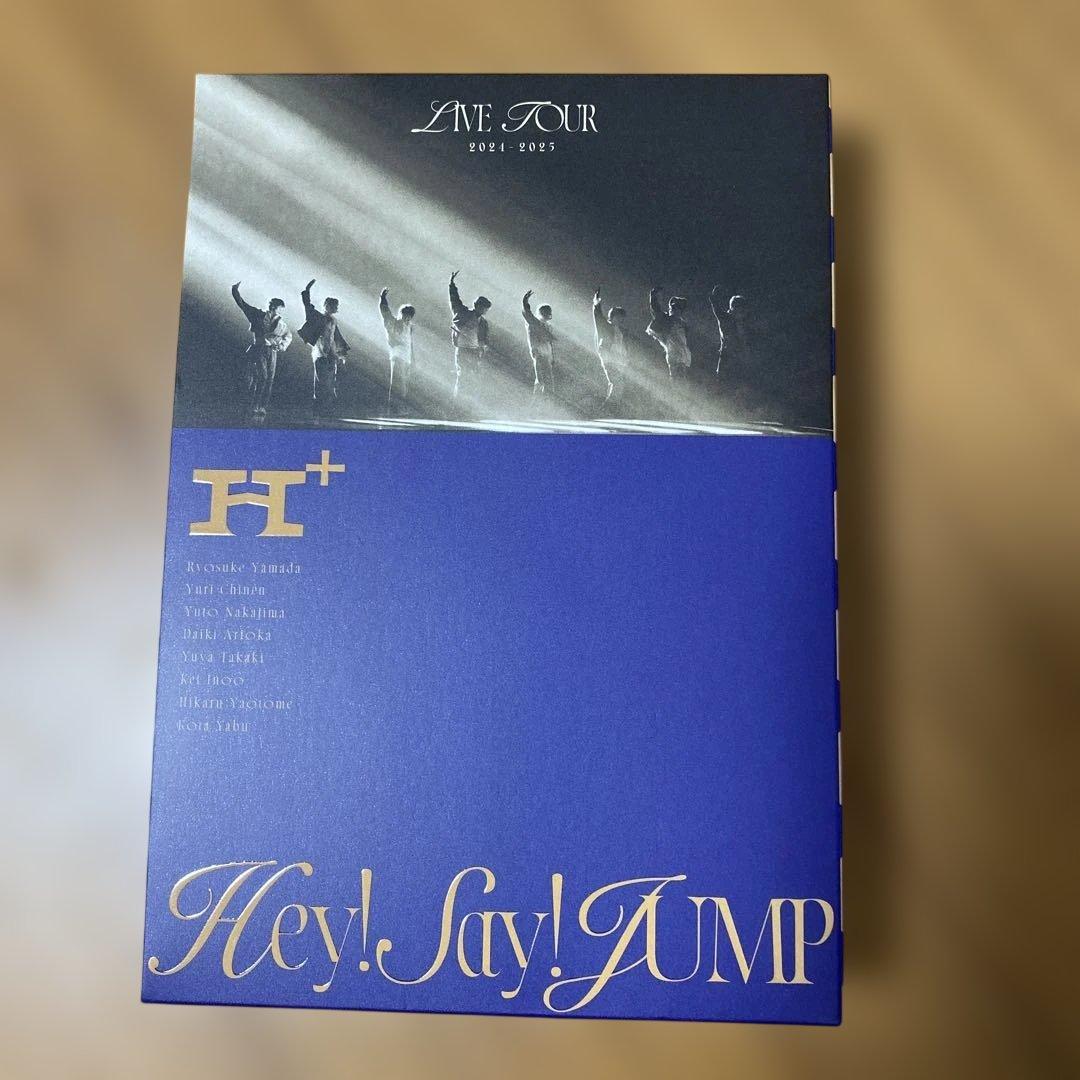 LIVE TOUR
2024-2025
H+
Ryosuke Yamada
Yuri Chinen
Yuto Nakajima
Daiki Arioka
Yuya Takaki
Kei Inoo
Hikaru Yaotome
Kota Yabu
Hey! Say! JUMP